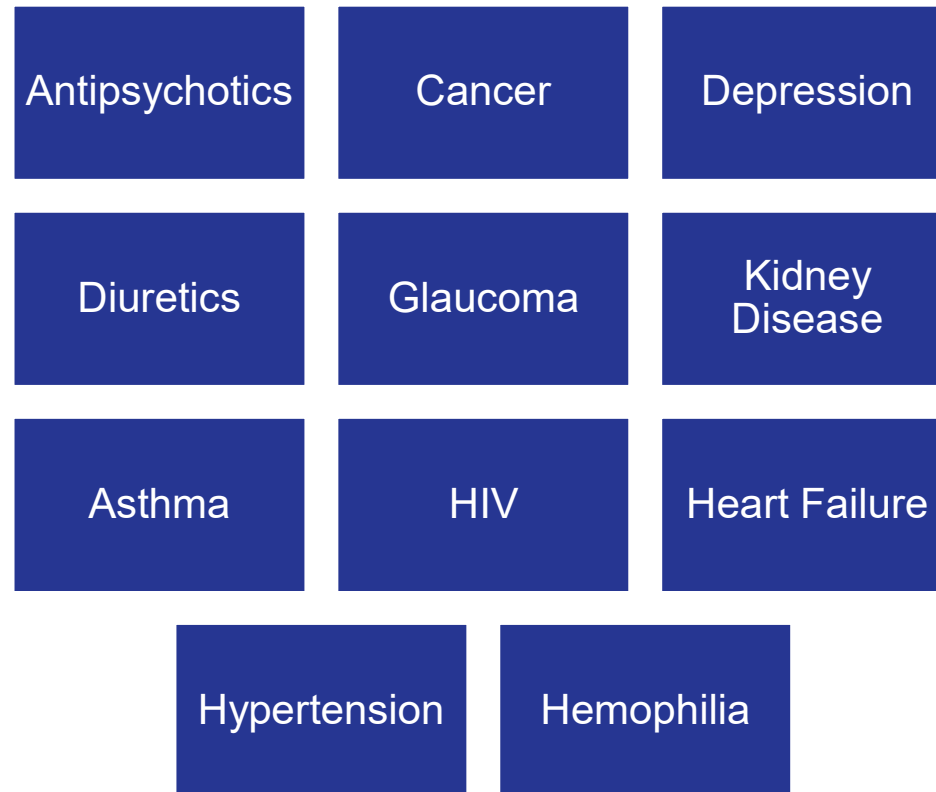 Antipsychotics
Cancer
Depression
Diuretics
Glaucoma
Kidney
Disease
Asthma
HIV
Heart Failure
Hypertension
Hemophilia